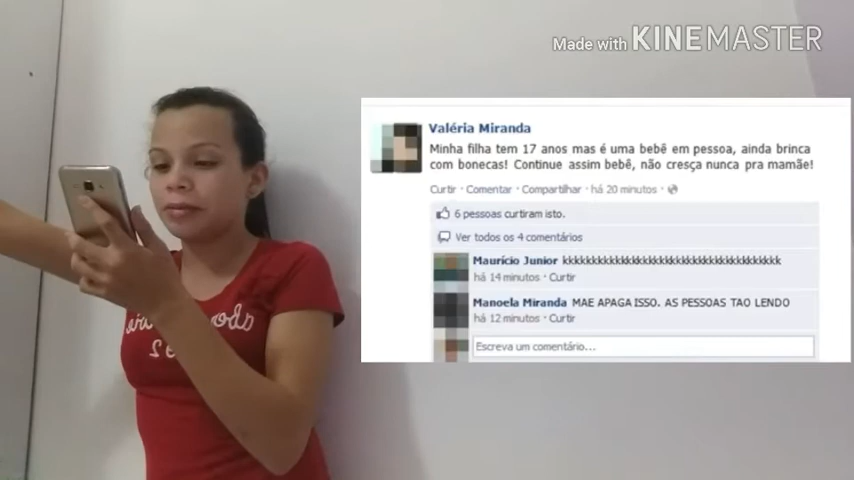 Made with KINEMASTER
Valéria Miranda
Minha filha tem 17 anos mas é uma bebê em pessoa, ainda brinca
com bonecas! Continue assim bebê, não cresça nunca pra mamãe!
Curtir · Comentar · Compartilhar · há 20 minutos ·
6 pessoas curtiram isto.
Ver todos os 4 comentários
Maurício Junior kkkkkkkkkkkkkkkkkkkkkkkkkkkkkkkkkkkkkkkk
há 14 minutos · Curtir
Manoela Miranda MAE APAGA ISSO. AS PESSOAS TAO LENDO
há 12 minutos · Curtir
Escreva um comentário...